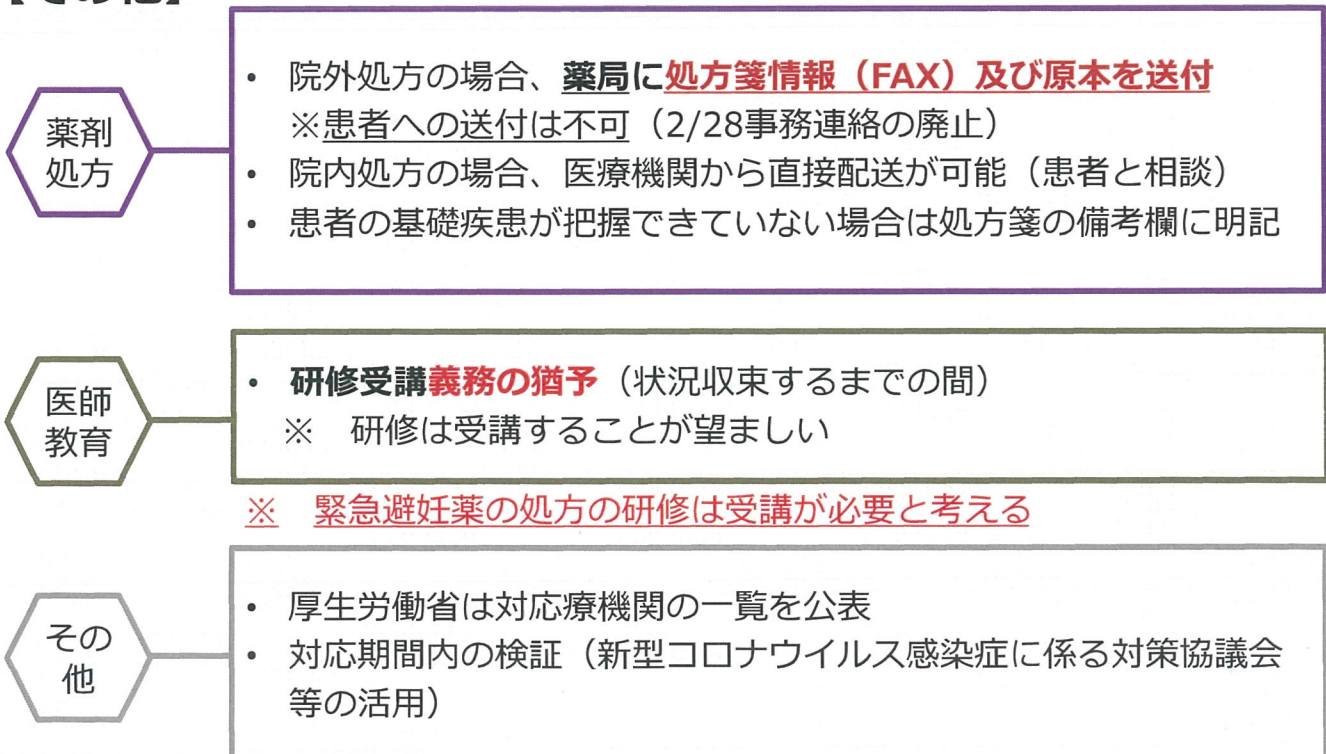 【その他】
薬剤
処方
• 院外処方の場合、薬局に処方箋情報（FAX）及び原本を送付
※患者への送付は不可（2/28事務連絡の廃止）
• 院内処方の場合、医療機関から直接配送が可能（患者と相談）
• 患者の基礎疾患が把握できていない場合は処方箋の備考欄に明記
医師
教育
• 研修受講義務の猶予（状況収束するまでの間）
※　研修は受講することが望ましい
※　緊急避妊薬の処方の研修は受講が必要と考える
その
他
• 厚生労働省は対応療機関の一覧を公表
• 対応期間内の検証（新型コロナウイルス感染症に係る対策協議会
等の活用）